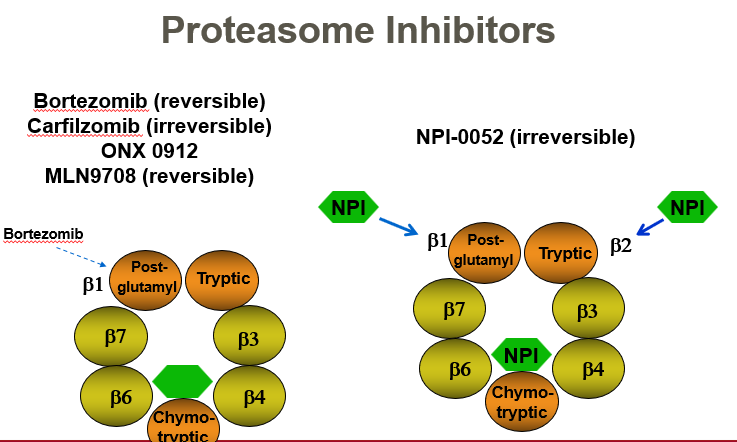 Proteasome Inhibitors
Bortezomib (reversible)
Carfilzomib (irreversible)
ONX 0912
MLN9708 (reversible)
NPI-0052 (irreversible)
NPI
NPI
Bortezomib
β1
Post-
glutamyl
Tryptic
β7
β3
β6
β4
Chymo-
tryptic
β1
Post-
glutamyl
Tryptic
β2
β7
β3
NPI
β6
β4
Chymo-
tryptic